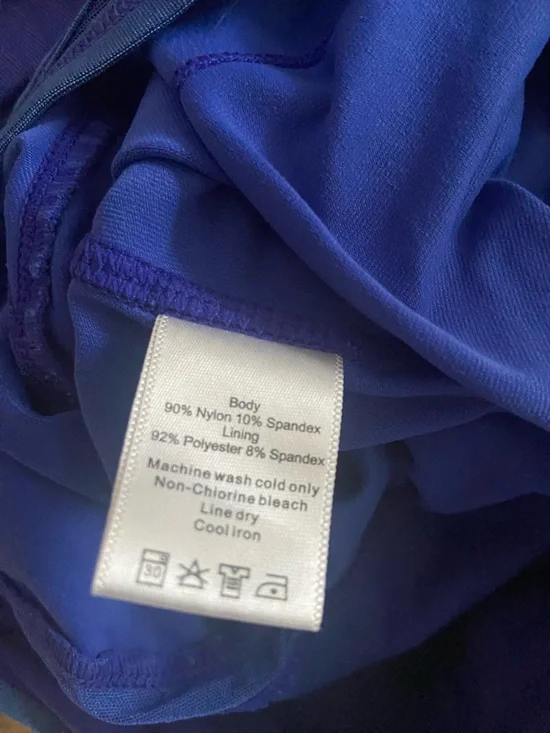 Body
90% Nylon 10% Spandex
Lining
92% Polyester 8% Spandex
Machine wash cold only
Non-Chlorine bleach
Line dry
Cool iron
30